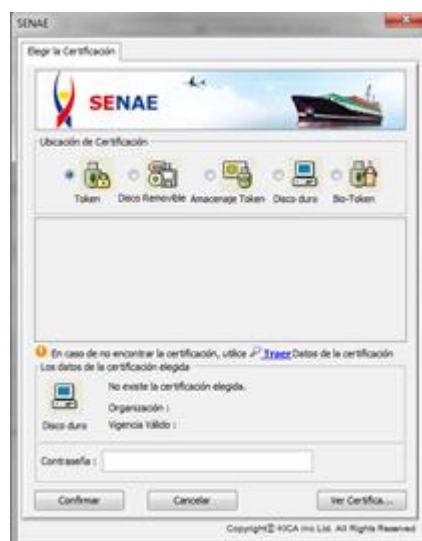 SENAE
Elegir la Certificación
SENAE
Ubicación de Certificación
Token Disco Removible Amacenaje Token Disco duro Bio-Token
En caso de no encontrar la certificación, utilice Traer Datos de la certificación
Los datos de la certificación elegida
No existe la certificación elegida.
Organización :
Disco duro Vigencia Válido :
Contraseña :
Confirmar Cancelar Ver Certifica...
Copyright KICA Inc Ltd. All Rights Reserved